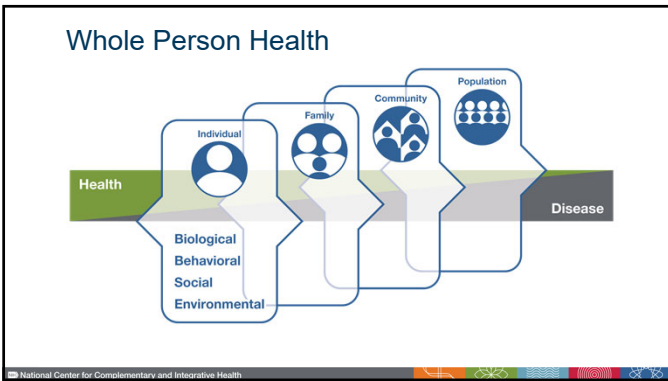 Whole Person Health
Population
Community
Family
Individual
Health
Disease
Biological
Behavioral
Social
Environmental
NIH National Center for Complementary and Integrative Health